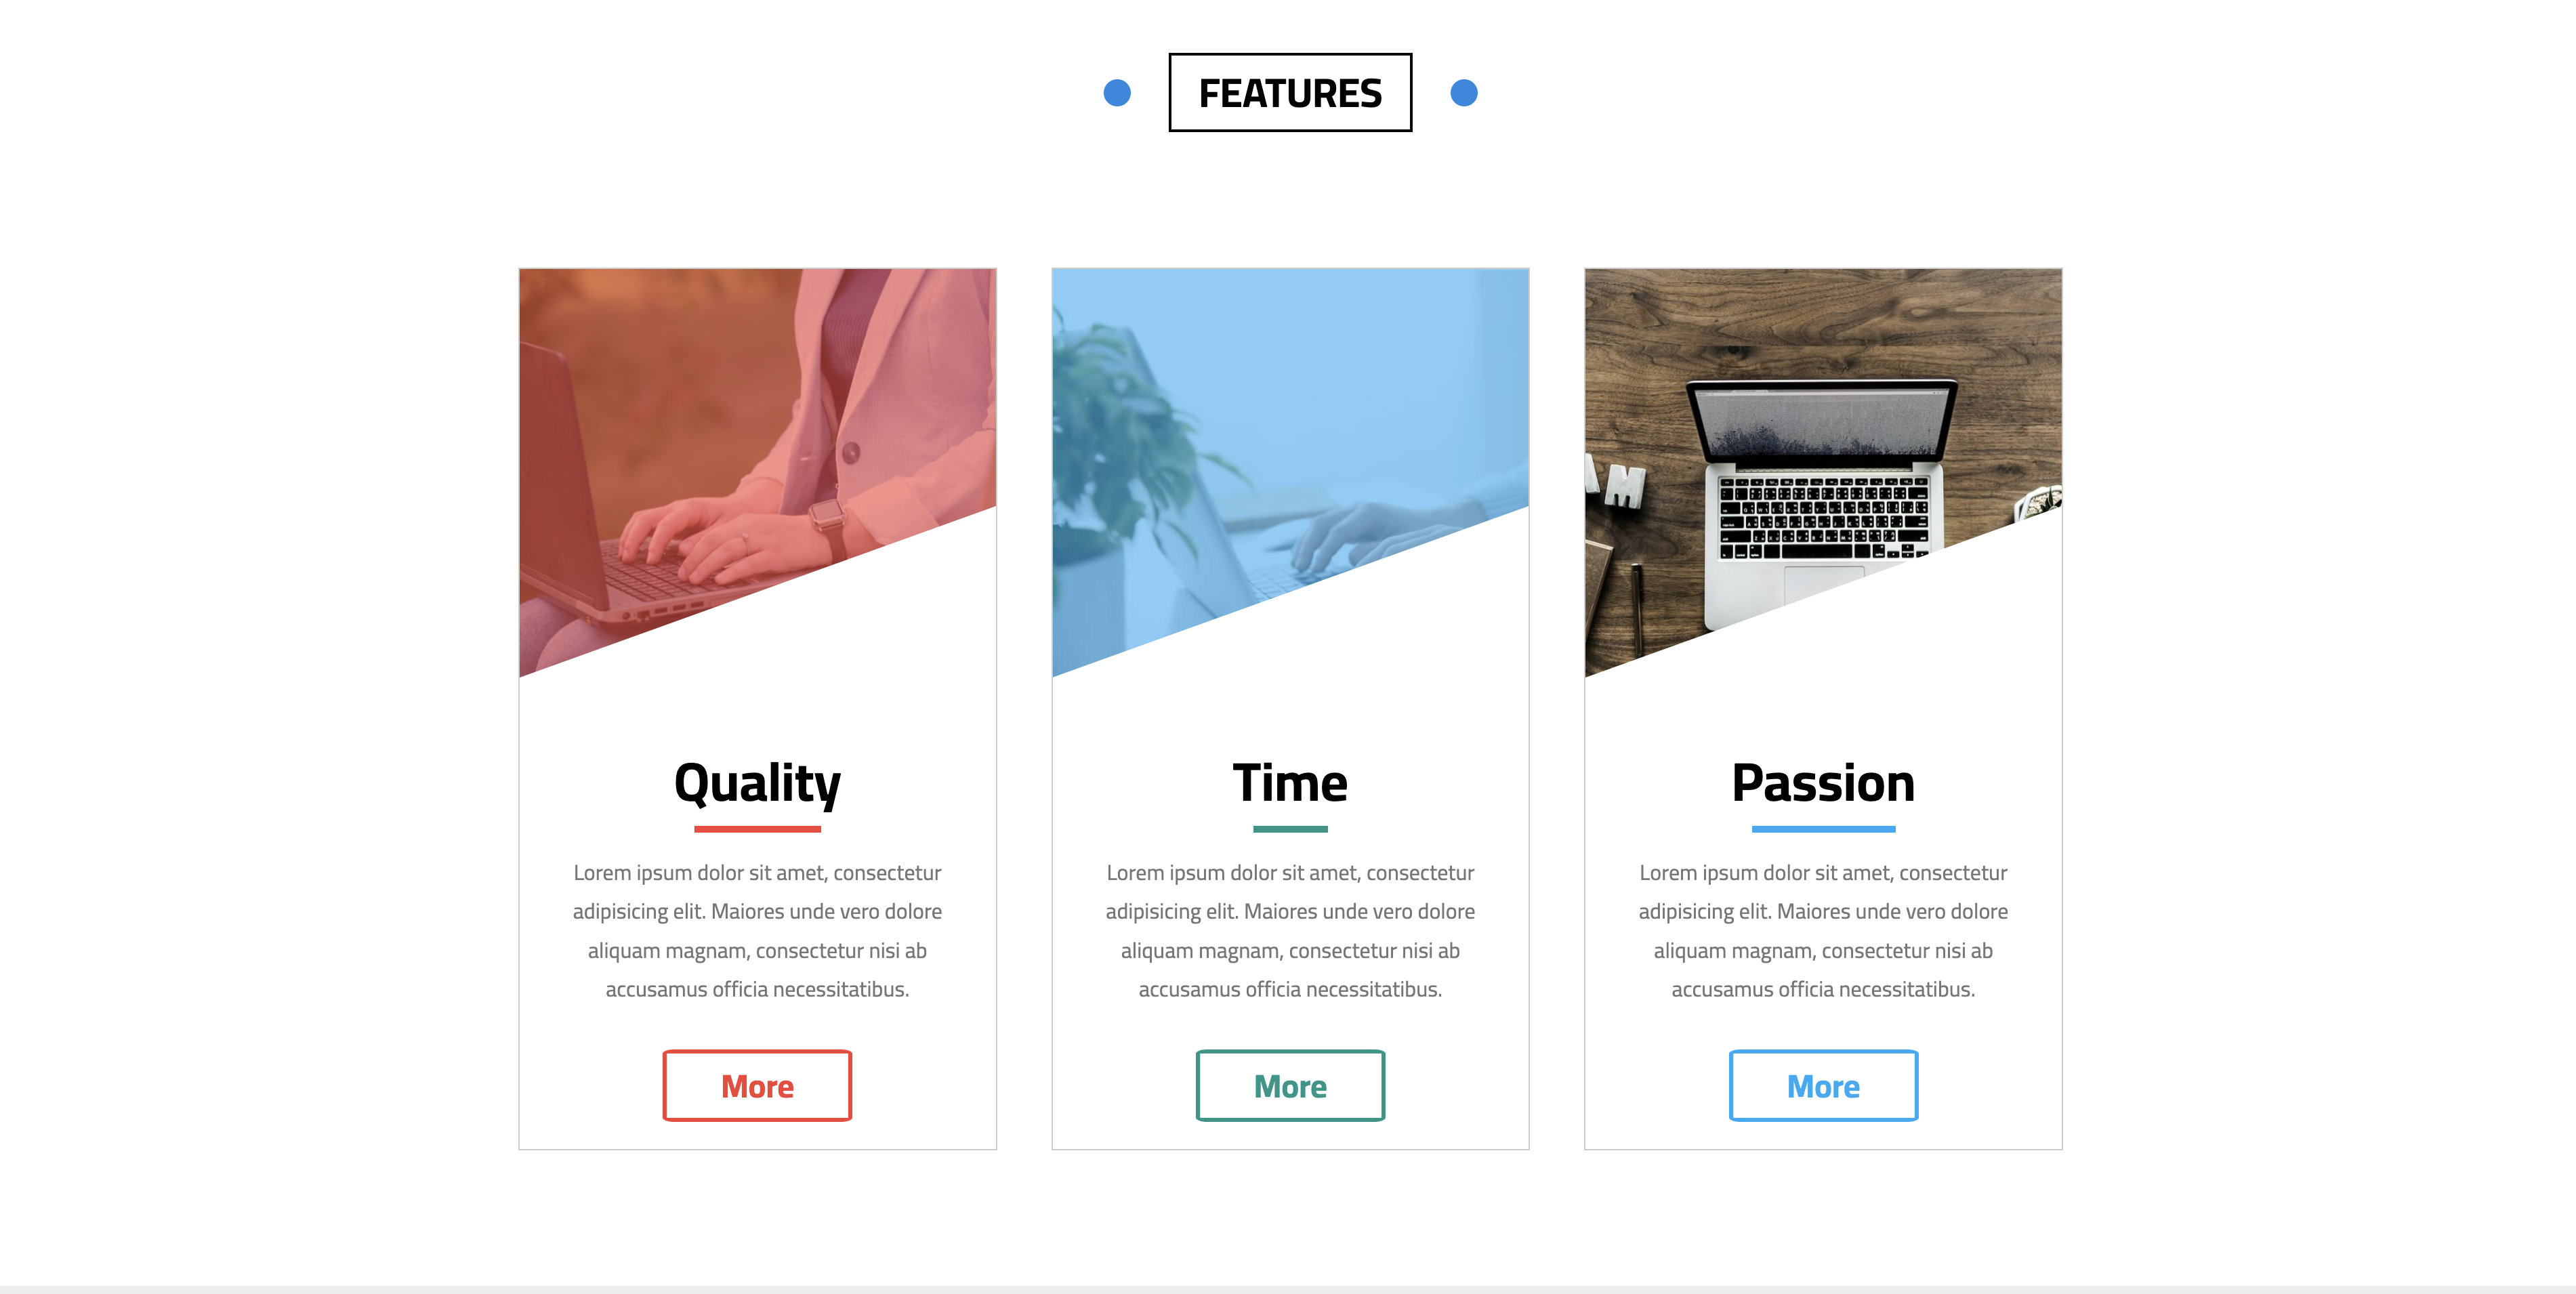 FEATURES
Quality
Lorem ipsum dolor sit amet, consectetur
adipisicing elit. Maiores unde vero dolore
aliquam magnam, consectetur nisi ab
accusamus officia necessitatibus.
More
Time
Lorem ipsum dolor sit amet, consectetur
adipisicing elit. Maiores unde vero dolore
aliquam magnam, consectetur nisi ab
accusamus officia necessitatibus.
More
Passion
Lorem ipsum dolor sit amet, consectetur
adipisicing elit. Maiores unde vero dolore
aliquam magnam, consectetur nisi ab
accusamus officia necessitatibus.
More